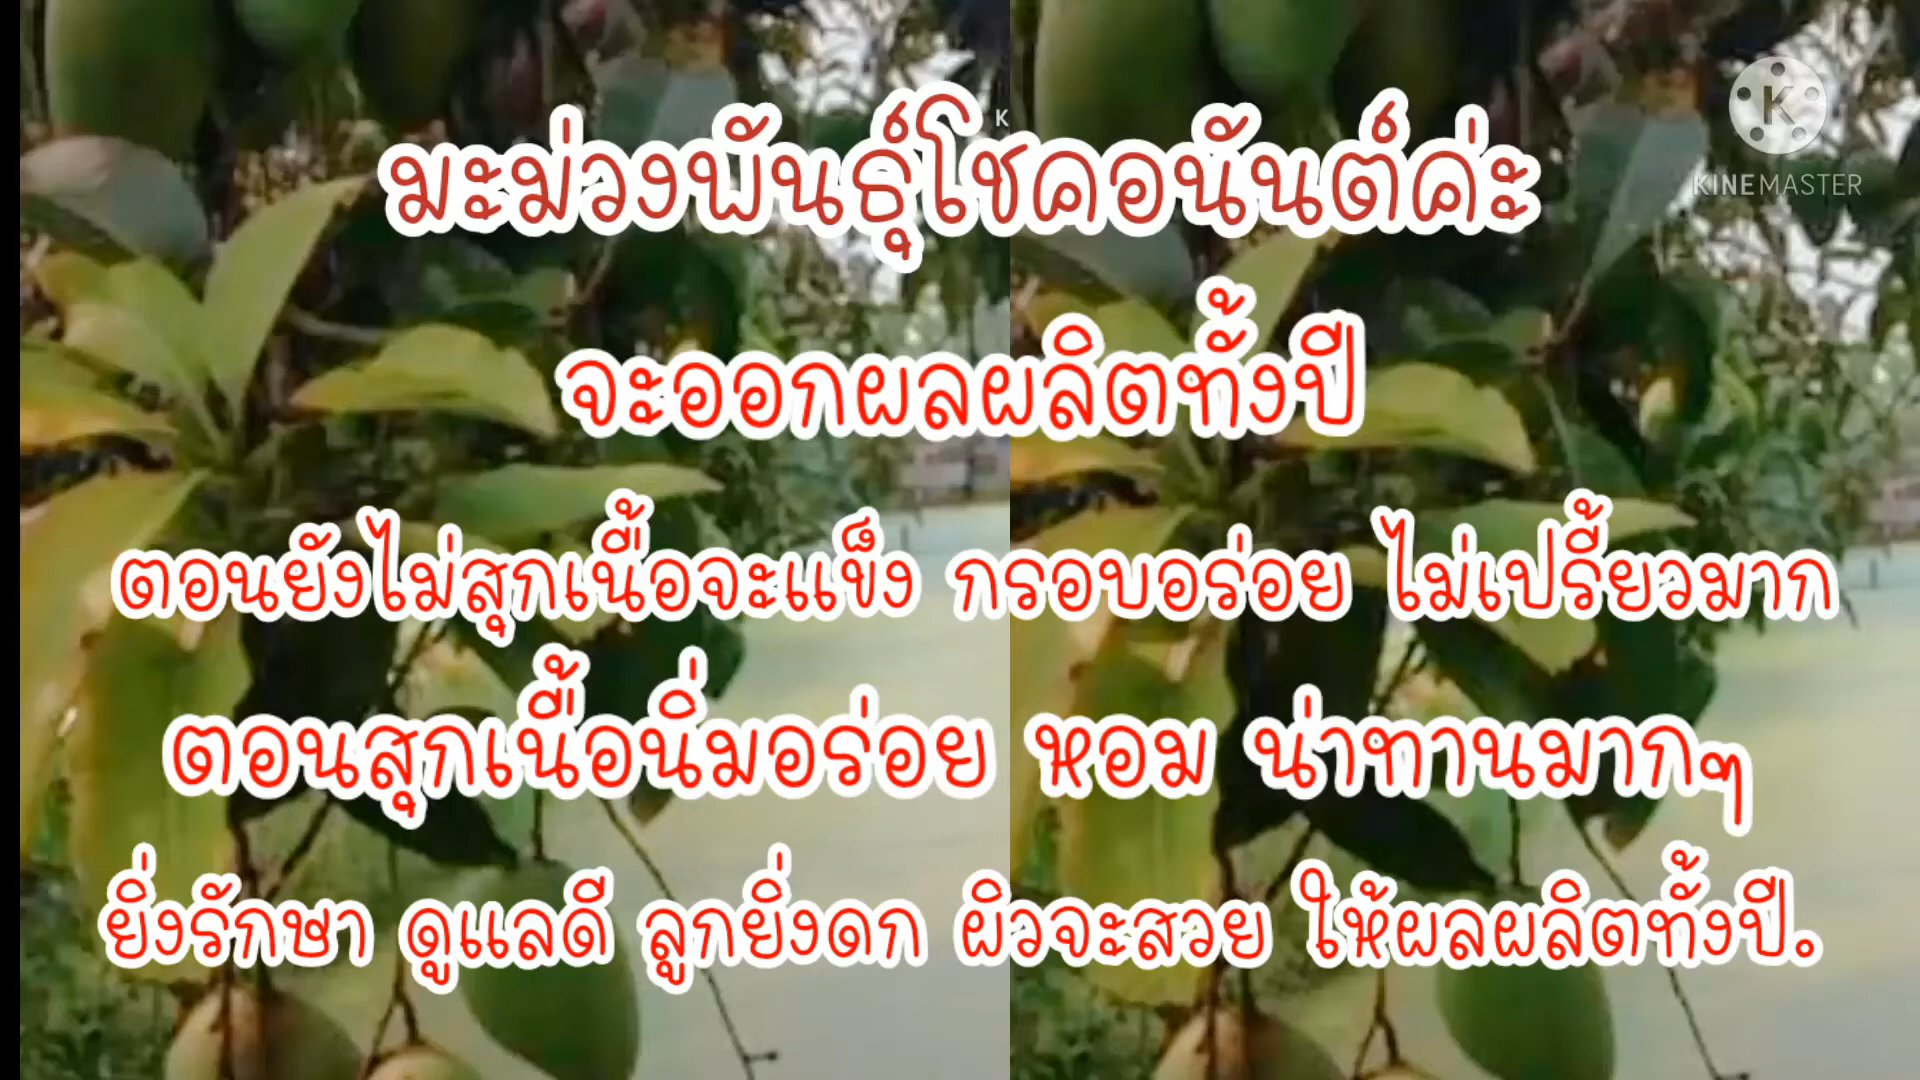 มะม่วงพันธุ์โชคอนันต์ค่ะ
จะออกผลผลิตทั้งปี
ตอนยังไม่สุกเนื้อจะแข็ง กรอบอร่อย ไม่เปรี้ยวมาก
ตอนสุกเนื้อนิ่มอร่อย หอม น่าทานมากๆ
ยิ่งรักษา ดูแลดี ลูกยิ่งดก ผิวจะสวย ให้ผลผลิตทั้งปี.
K
K
KINEMASTER